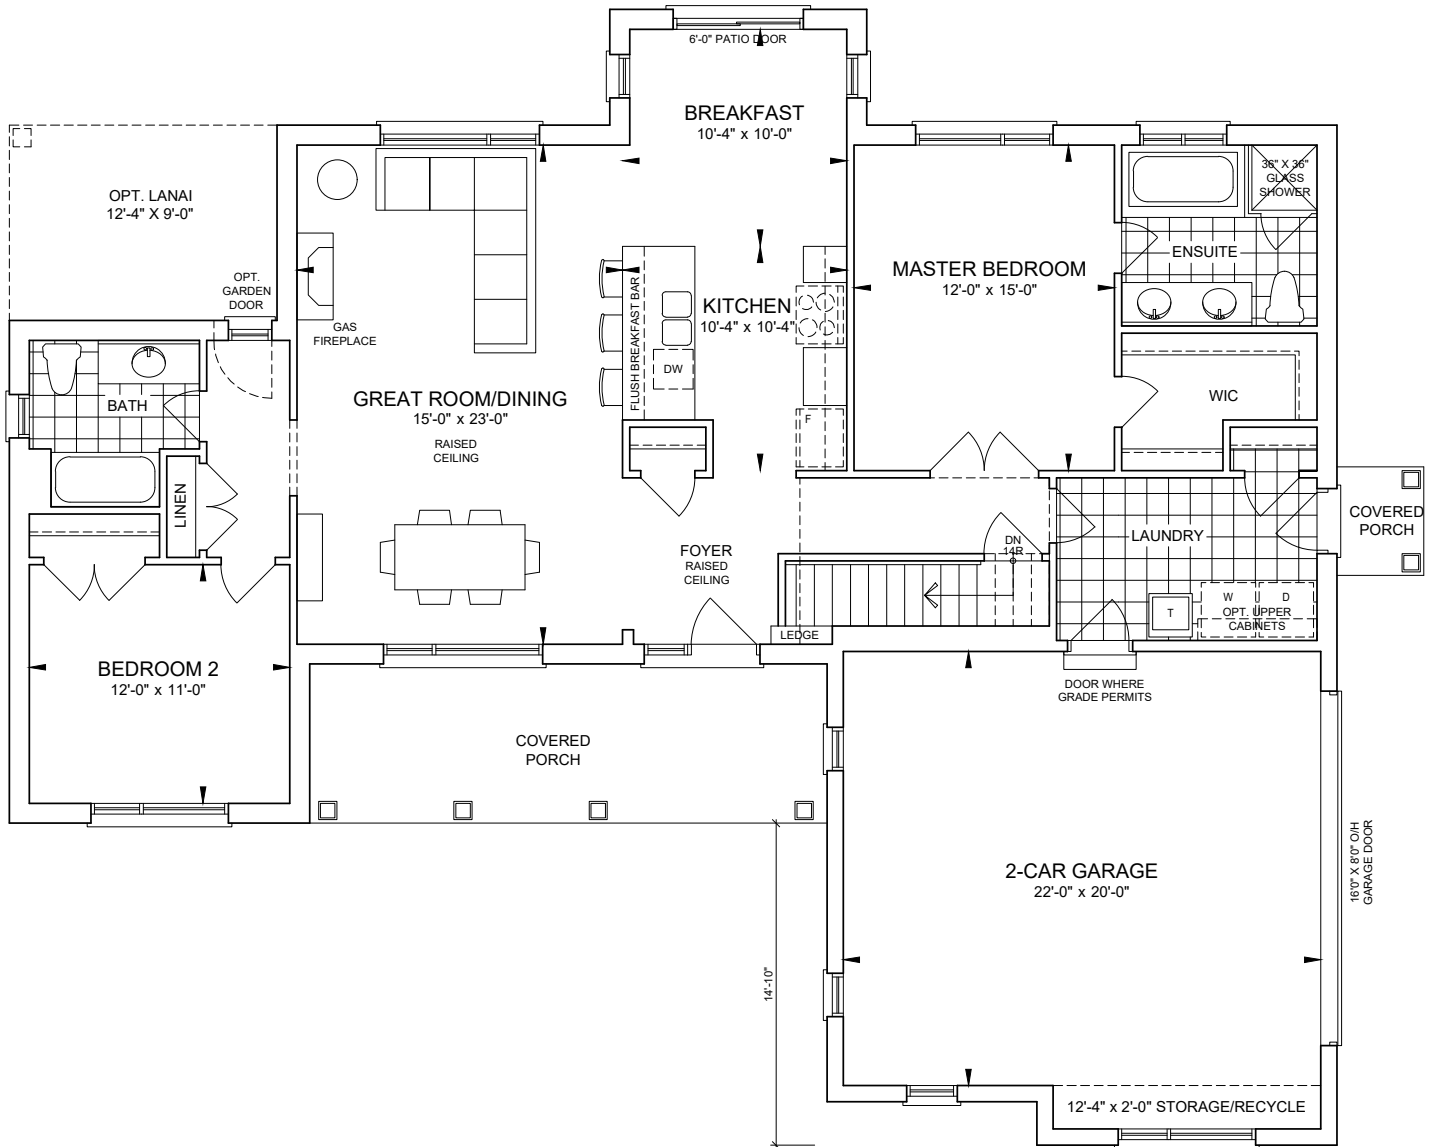 6'-0" PATIO DOOR
BREAKFAST
10'-4" x 10'-0"
OPT. LANAI
12'-4" X 9'-0"
36" X 36"
GLASS
SHOWER
ENSUITE
MASTER BEDROOM
12'-0" x 15'-0"
OPT.
GARDEN
DOOR
GAS
FIREPLACE
FLUSH BREAKFAST BAR
KITCHEN
10'-4" x 10'-4"
DW
F
GREAT ROOM/DINING
15'-0" x 23'-0"
RAISED
CEILING
BATH
WIC
LINEN
COVERED
PORCH
LAUNDRY
FOYER
RAISED
CEILING
DN
14R
W
D
T
OPT. UPPER
CABINETS
LEDGE
BEDROOM 2
12'-0" x 11'-0"
DOOR WHERE
GRADE PERMITS
COVERED
PORCH
2-CAR GARAGE
22'-0" x 20'-0"
16'0" X 8'0" O/H
GARAGE DOOR
14'-10"
12'-4" x 2'-0" STORAGE/RECYCLE